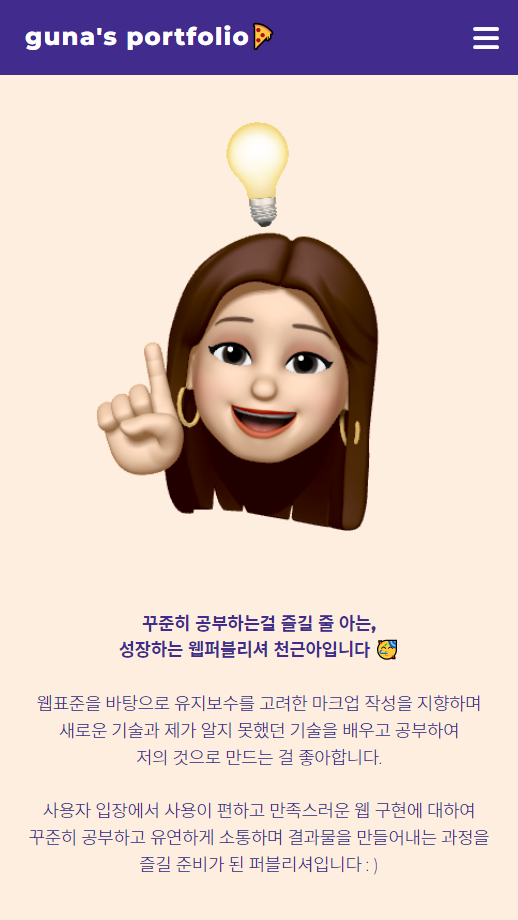 guna's portfolio🍕
꾸준히 공부하는걸 즐길 줄 아는,
성장하는 웹퍼블리셔 천근아입니다 🥳
웹표준을 바탕으로 유지보수를 고려한 마크업 작성을 지향하며
새로운 기술과 제가 알지 못했던 기술을 배우고 공부하여
저의 것으로 만드는 걸 좋아합니다.
사용자 입장에서 사용이 편하고 만족스러운 웹 구현에 대하여
꾸준히 공부하고 유연하게 소통하며 결과물을 만들어내는 과정을
즐길 준비가 된 퍼블리셔입니다 : )